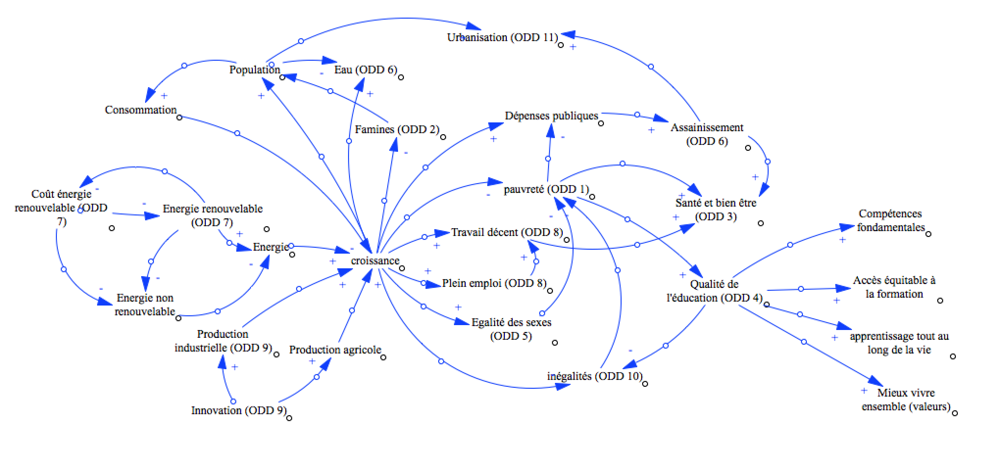 Urbanisation (ODD 11)
Population
Eau (ODD 6)
Consommation
Famines (ODD 2)
Dépenses publiques
Assainissement
(ODD 6)
Coût énergie
renouvelable (ODD
7)
Energie renouvelable
(ODD 7)
pauvreté (ODD 1)
Santé et bien être
(ODD 3)
Compétences
fondamentales
Travail décent (ODD 8)
Energie
croissance
Plein emploi (ODD 8)
Qualité de
l'éducation (ODD 4)
Accès équitable à
la formation
Energie non
renouvelable
Egalité des sexes
(ODD 5)
apprentissage tout au
long de la vie
Production
industrielle (ODD 9)
Production agricole
inégalités (ODD 10)
Mieux vivre
ensemble (valeurs)
Innovation (ODD 9)